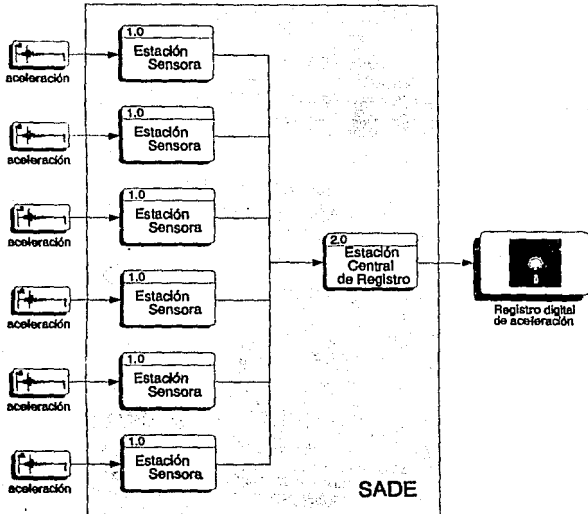 1.0
Estación
Sensora
aceleración
1.0
Estación
Sensora
aceleración
1.0
Estación
Sensora
aceleración
2.0
Estación
Central
de Registro
Registro digital
de aceleración
1.0
Estación
Sensora
aceleración
1.0
Estación
Sensora
aceleración
1.0
Estación
Sensora
aceleración
SADE